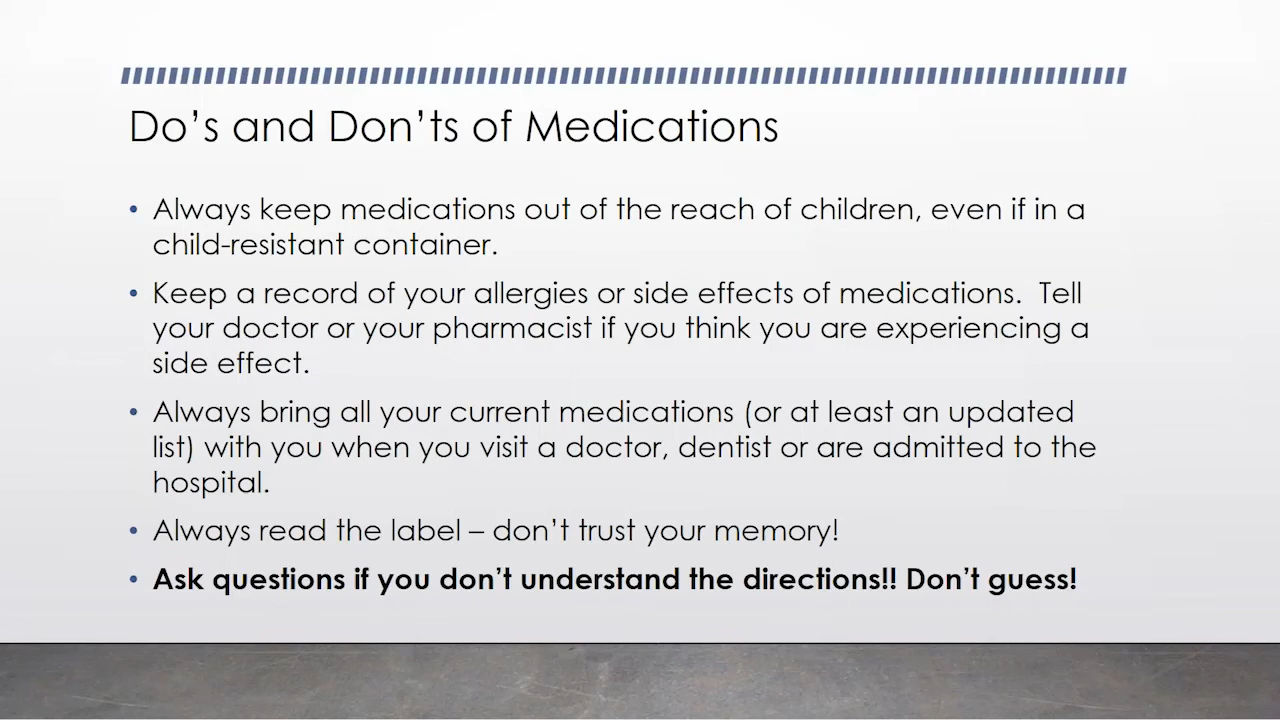 Do’s and Don’ts of Medications
• Always keep medications out of the reach of children, even if in a
child-resistant container.
• Keep a record of your allergies or side effects of medications.  Tell
your doctor or your pharmacist if you think you are experiencing a
side effect.
• Always bring all your current medications (or at least an updated
list) with you when you visit a doctor, dentist or are admitted to the
hospital.
• Always read the label – don’t trust your memory!
• Ask questions if you don’t understand the directions!! Don’t guess!